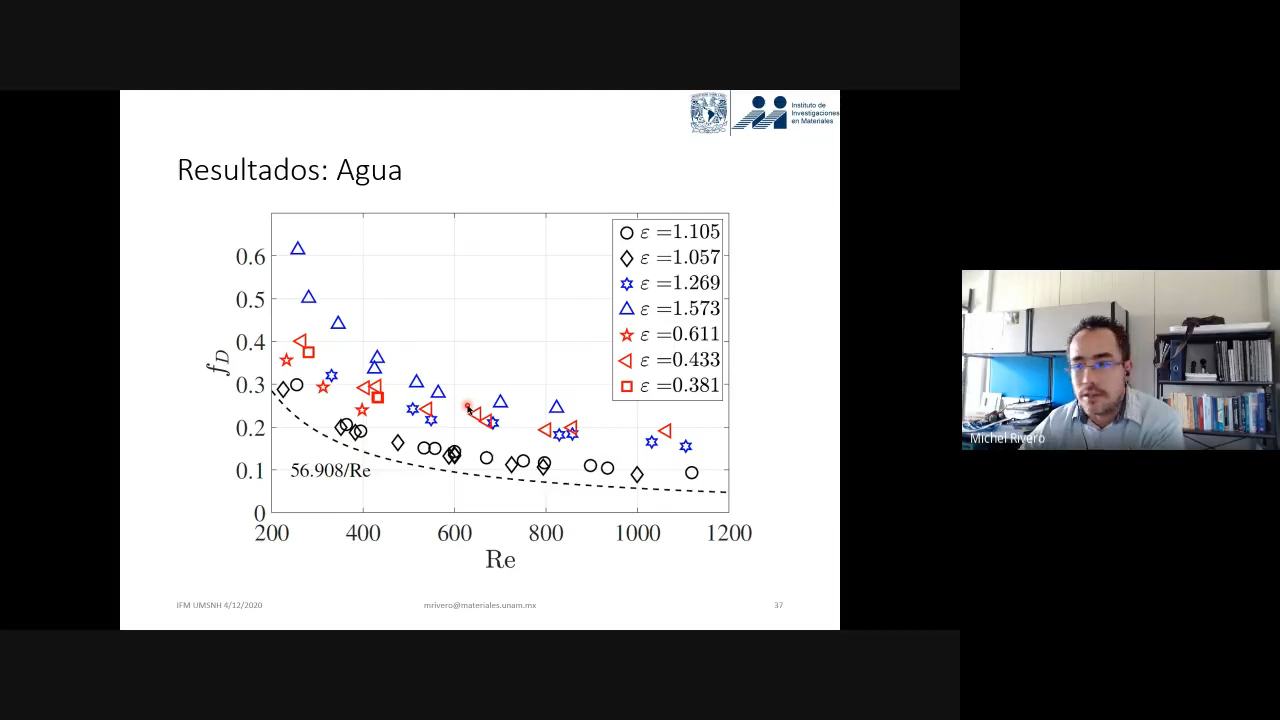 Instituto de
Investigaciones
en Materiales
Resultados: Agua
ε =1.105
ε =1.057
ε =1.269
ε =1.573
ε =0.611
ε =0.433
ε =0.381
0.6
0.5
0.4
0.3
0.2
0.1
0
f_D
56.908/Re
200 400 600 800 1000 1200
Re
IFM UMSNH 4/12/2020 mrivero@materiales.unam.mx 37
Michel Rivero